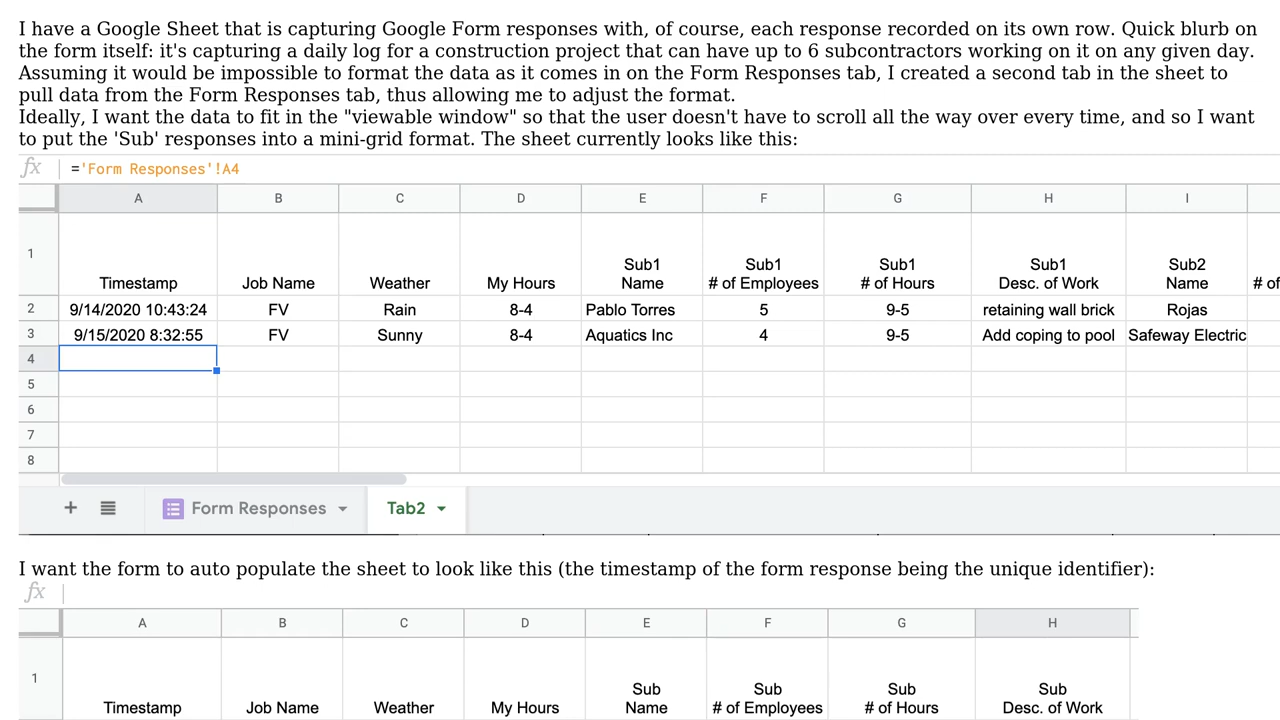 I have a Google Sheet that is capturing Google Form responses with, of course, each response recorded on its own row. Quick blurb on
the form itself: it's capturing a daily log for a construction project that can have up to 6 subcontractors working on it on any given day.
Assuming it would be impossible to format the data as it comes in on the Form Responses tab, I created a second tab in the sheet to
pull data from the Form Responses tab, thus allowing me to adjust the format.
Ideally, I want the data to fit in the "viewable window" so that the user doesn't have to scroll all the way over every time, and so I want
to put the 'Sub' responses into a mini-grid format. The sheet currently looks like this:
fx ='Form Responses'!A4
A B C D E F G H I
1 Timestamp Job Name Weather My Hours Sub1 Name Sub1 # of Employees Sub1 # of Hours Sub1 Desc. of Work Sub2 Name # of
2 9/14/2020 10:43:24 FV Rain 8-4 Pablo Torres 5 9-5 retaining wall brick Rojas
3 9/15/2020 8:32:55 FV Sunny 8-4 Aquatics Inc 4 9-5 Add coping to pool Safeway Electric
4
5
6
7
8
+ Form Responses Tab2
I want the form to auto populate the sheet to look like this (the timestamp of the form response being the unique identifier):
fx
A B C D E F G H
1 Timestamp Job Name Weather My Hours Sub Name Sub # of Employees Sub # of Hours Sub Desc. of Work